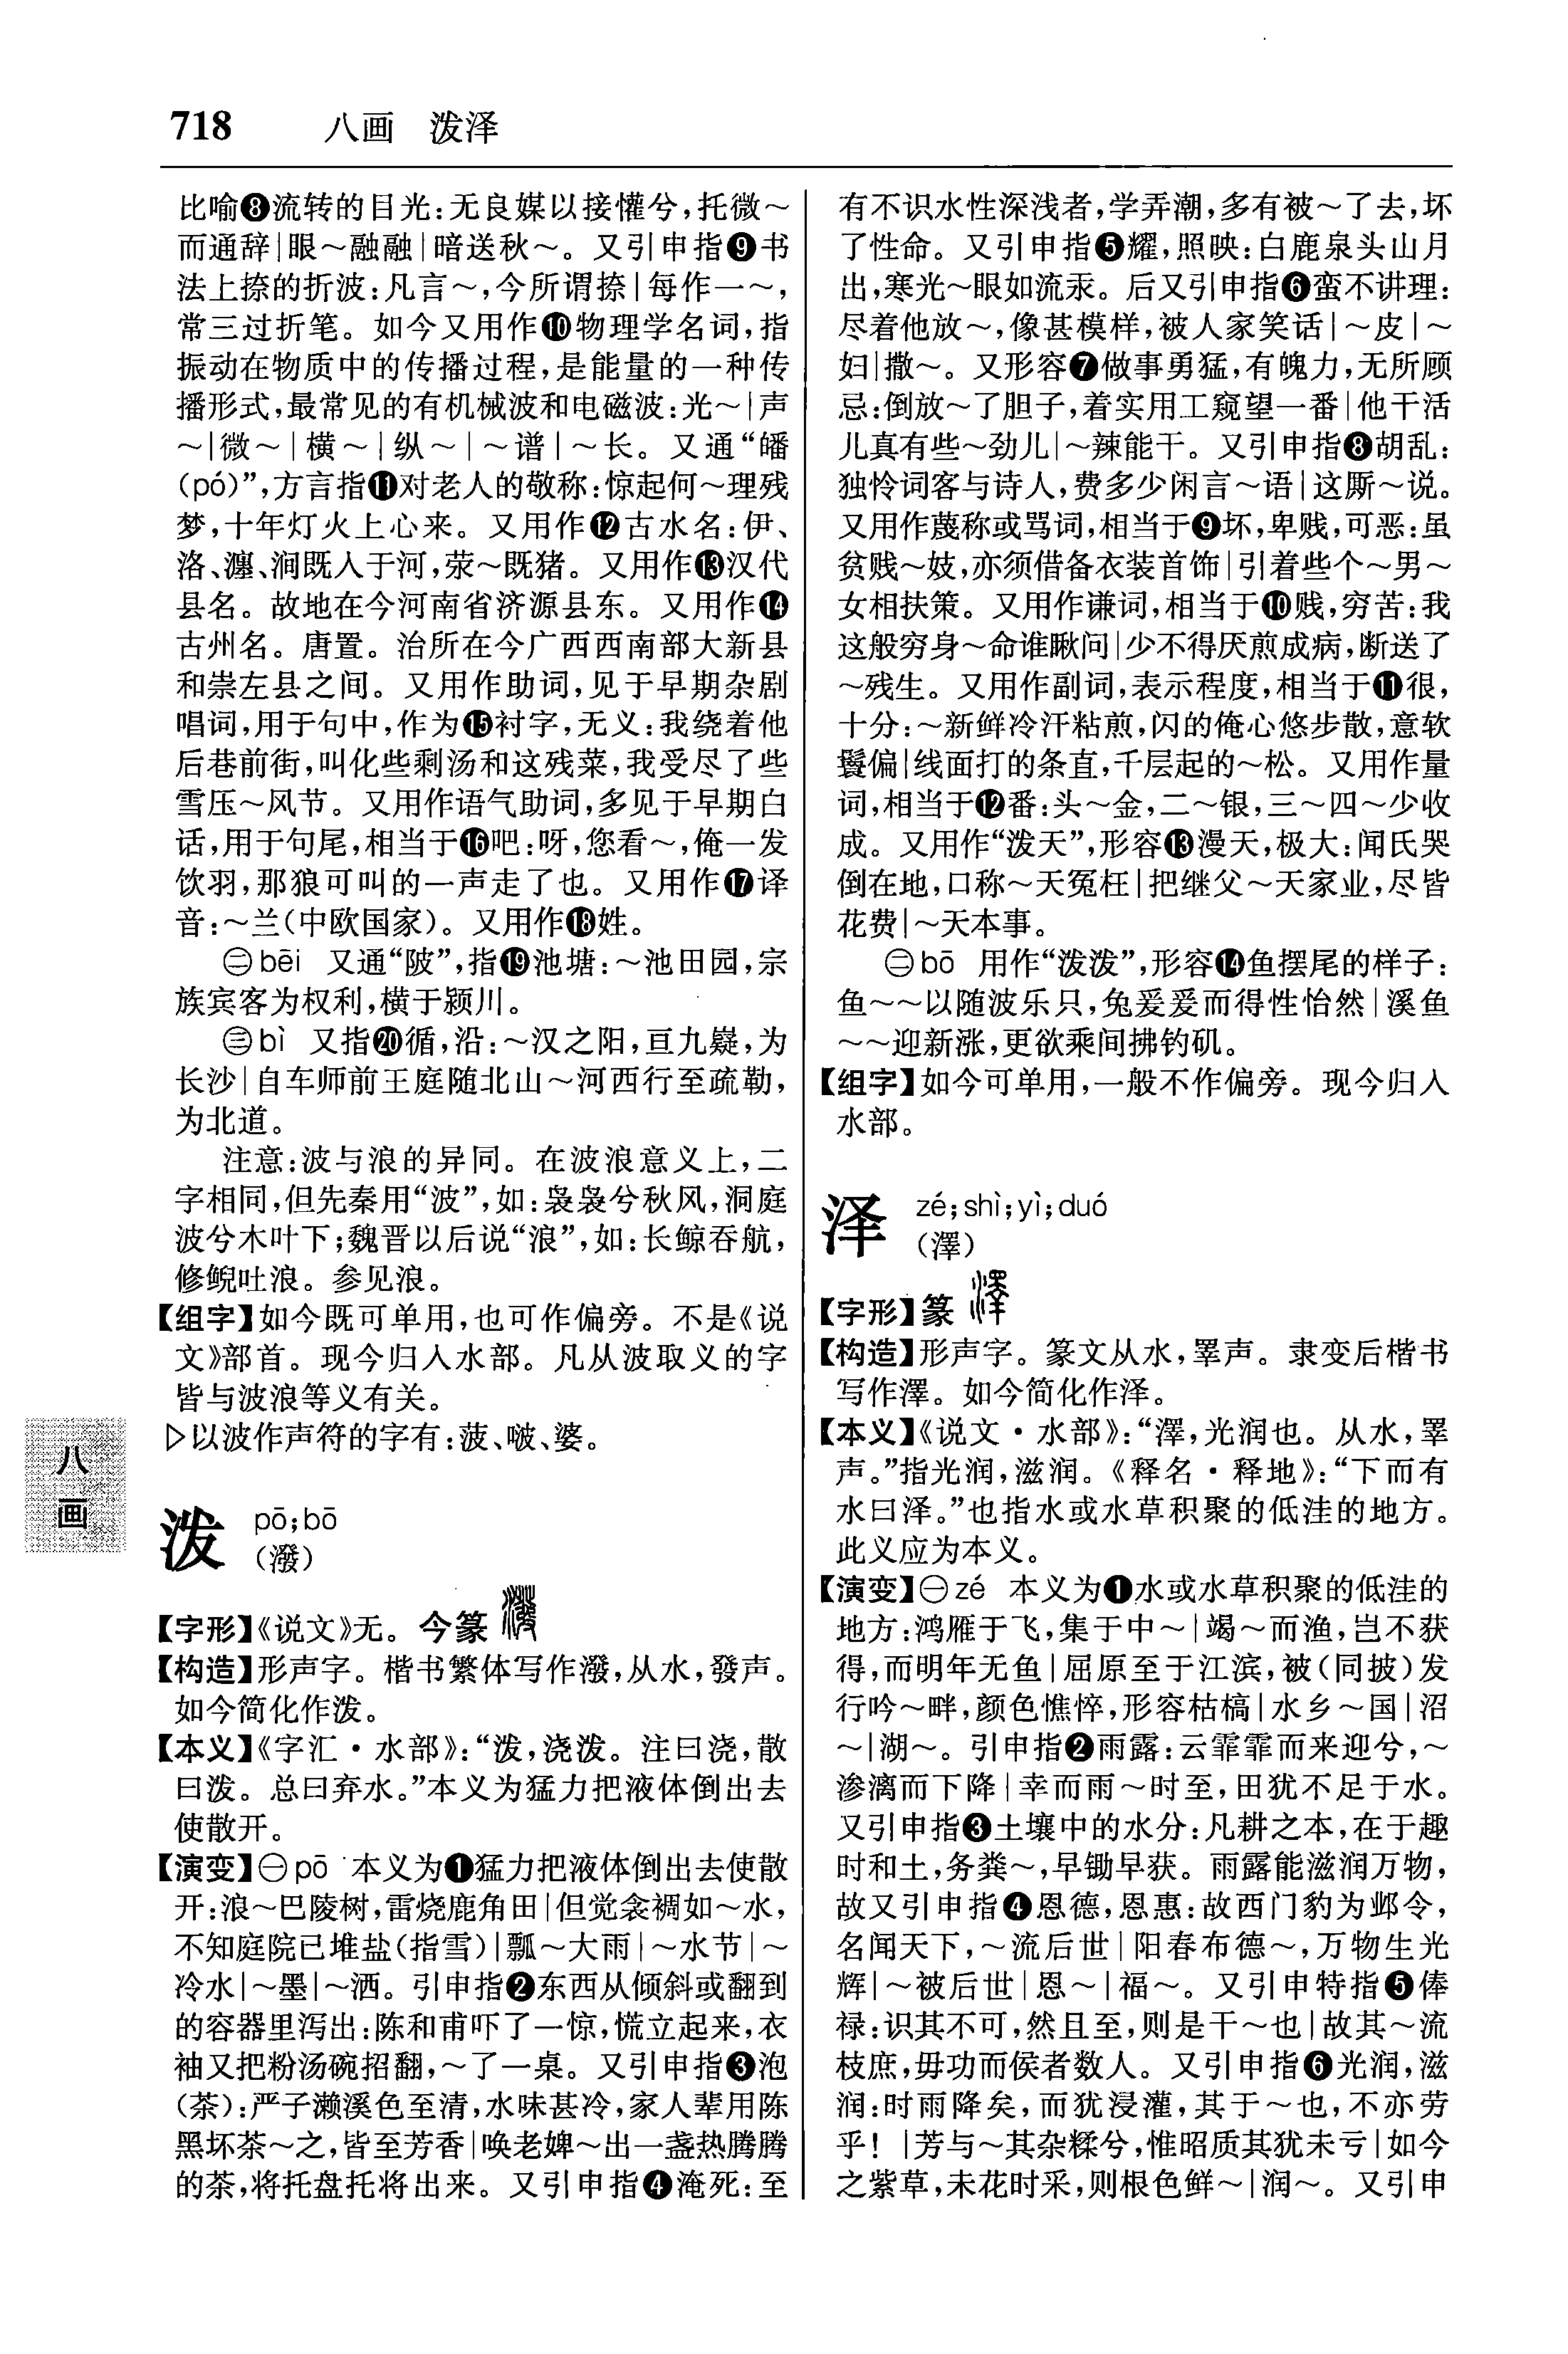 718 八画 泼泽
比喻❽流转的目光:无良媒以接懽兮,托微～
而通辞|眼～融融|暗送秋～。又引申指❾书
法上捺的折波:凡言～,今所谓捺|每作一～,
常三过折笔。如今又用作❿物理学名词,指
振动在物质中的传播过程,是能量的一种传
播形式,最常见的有机械波和电磁波:光～|声
～|微～|横～|纵～|～谱|～长。又通“皤
(pó)”,方言指⓫对老人的敬称:惊起何～理残
梦,十年灯火上心来。又用作⓬古水名:伊、
洛、瀍、涧既入于河,荥～既猪。又用作⓭汉代
县名。故地在今河南省济源县东。又用作⓮
古州名。唐置。治所在今广西西南部大新县
和崇左县之间。又用作助词,见于早期杂剧
唱词,用于句中,作为⓯衬字,无义:我绕着他
后巷前街,叫化些剩汤和这残菜,我受尽了些
雪压～风节。又用作语气助词,多见于早期白
话,用于句尾,相当于⓰吧:呀,您看～,俺一发
饮羽,那狼可叫的一声走了也。又用作⓱译
音:～兰(中欧国家)。又用作⓲姓。
㊁bēi 又通“陂”,指⓳池塘:～池田园,宗
族宾客为权利,横于颍川。
㊂bì 又指⓴循,沿:～汉之阳,亘九嶷,为
长沙|自车师前王庭随北山～河西行至疏勒,
为北道。
注意:波与浪的异同。在波浪意义上,二
字相同,但先秦用“波”,如:袅袅兮秋风,洞庭
波兮木叶下;魏晋以后说“浪”,如:长鲸吞航,
修鲵吐浪。参见浪。
【组字】如今既可单用,也可作偏旁。不是《说
文》部首。现今归入水部。凡从波取义的字
皆与波浪等义有关。
▷以波作声符的字有:菠、啵、婆。
八
画
泼 pō;bō
(潑)
【字形】《说文》无。今篆
【构造】形声字。楷书繁体写作潑,从水,發声。
如今简化作泼。
【本义】《字汇·水部》:“泼,浇泼。注曰浇,散
曰泼。总曰弃水。”本义为猛力把液体倒出去
使散开。
【演变】㊀pō 本义为❶猛力把液体倒出去使散
开:浪～巴陵树,雷烧鹿角田|但觉衾裯如～水,
不知庭院已堆盐(指雪)|瓢～大雨|～水节|～
冷水|～墨|～洒。引申指❷东西从倾斜或翻到
的容器里泻出:陈和甫吓了一惊,慌立起来,衣
袖又把粉汤碗招翻,～了一桌。又引申指❸泡
(茶):严子濑溪色至清,水味甚冷,家人辈用陈
黑坏茶～之,皆至芳香|唤老婢～出一盏热腾腾
的茶,将托盘托将出来。又引申指❹淹死:至
有不识水性深浅者,学弄潮,多有被～了去,坏
了性命。又引申指❺耀,照映:白鹿泉头山月
出,寒光～眼如流汞。后又引申指❻蛮不讲理:
尽着他放～,像甚模样,被人家笑话|～皮|～
妇|撒～。又形容❼做事勇猛,有魄力,无所顾
忌:倒放～了胆子,着实用工窥望一番|他干活
儿真有些～劲儿|～辣能干。又引申指❽胡乱:
独怜词客与诗人,费多少闲言～语|这厮～说。
又用作蔑称或骂词,相当于❾坏,卑贱,可恶:虽
贫贱～妓,亦须借备衣装首饰|引着些个～男～
女相扶策。又用作谦词,相当于❿贱,穷苦:我
这般穷身～命谁瞅问|少不得厌煎成病,断送了
～残生。又用作副词,表示程度,相当于⓫很,
十分:～新鲜冷汗粘煎,闪的俺心悠步散,意软
鬟偏|线面打的条直,千层起的～松。又用作量
词,相当于⓬番:头～金,二～银,三～四～少收
成。又用作“泼天”,形容⓭漫天,极大:闻氏哭
倒在地,口称～天冤枉|把继父～天家业,尽皆
花费|～天本事。
㊁bō 用作“泼泼”,形容⓮鱼摆尾的样子:
鱼～～以随波乐只,兔爰爰而得性怡然|溪鱼
～～迎新涨,更欲乘间拂钓矶。
【组字】如今可单用,一般不作偏旁。现今归入
水部。
泽 zé;shì;yì;duó
(澤)
【字形】篆
【构造】形声字。篆文从水,睪声。隶变后楷书
写作澤。如今简化作泽。
【本义】《说文·水部》:“澤,光润也。从水,睪
声。”指光润,滋润。《释名·释地》:“下而有
水曰泽。”也指水或水草积聚的低洼的地方。
此义应为本义。
【演变】㊀zé 本义为❶水或水草积聚的低洼的
地方:鸿雁于飞,集于中～|竭～而渔,岂不获
得,而明年无鱼|屈原至于江滨,被(同披)发
行吟～畔,颜色憔悴,形容枯槁|水乡～国|沼
～|湖～。引申指❷雨露:云霏霏而来迎兮,～
渗漓而下降|幸而雨～时至,田犹不足于水。
又引申指❸土壤中的水分:凡耕之本,在于趣
时和土,务粪～,早锄早获。雨露能滋润万物,
故又引申指❹恩德,恩惠:故西门豹为邺令,
名闻天下,～流后世|阳春布德～,万物生光
辉|～被后世|恩～|福～。又引申特指❺俸
禄:识其不可,然且至,则是干～也|故其～流
枝庶,毋功而侯者数人。又引申指❻光润,滋
润:时雨降矣,而犹浸灌,其于～也,不亦劳
乎!|芳与～其杂糅兮,惟昭质其犹未亏|如今
之紫草,未花时采,则根色鲜～|润～。又引申